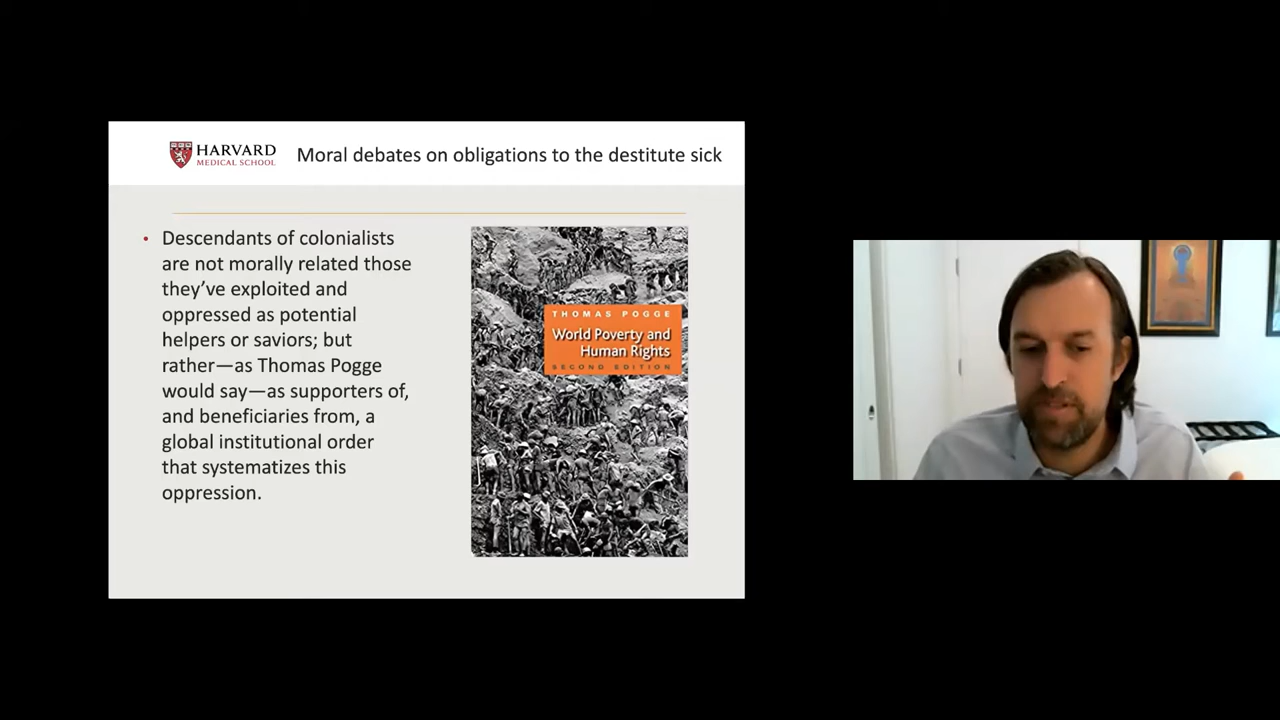 HARVARD
MEDICAL SCHOOL
Moral debates on obligations to the destitute sick
• Descendants of colonialists
are not morally related those
they’ve exploited and
oppressed as potential
helpers or saviors; but
rather—as Thomas Pogge
would say—as supporters of,
and beneficiaries from, a
global institutional order
that systematizes this
oppression.
THOMAS POGGE
World Poverty and
Human Rights
SECOND EDITION